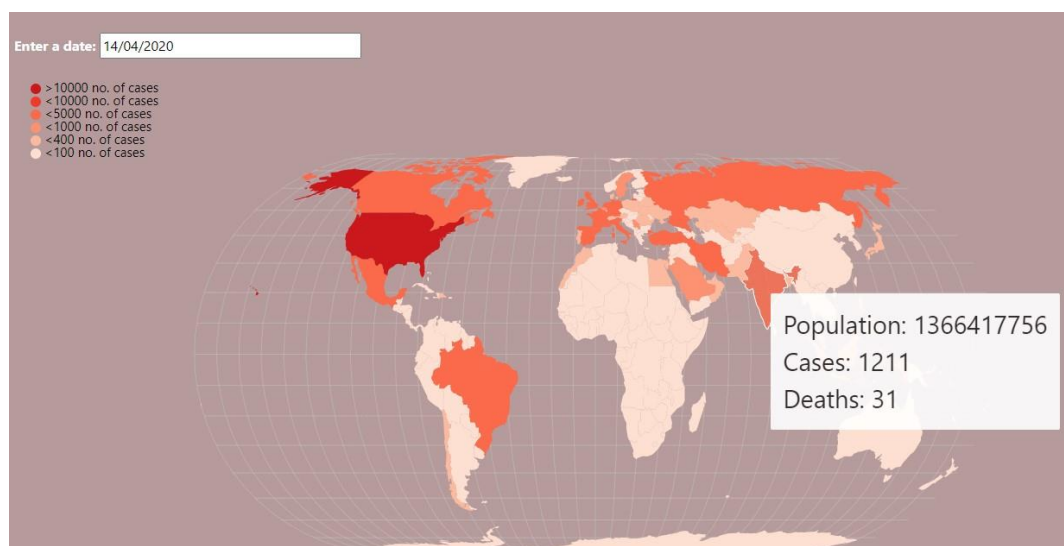 Enter a date: 14/04/2020
>10000 no. of cases
<10000 no. of cases
<5000 no. of cases
<1000 no. of cases
<400 no. of cases
<100 no. of cases
Population: 1366417756
Cases: 1211
Deaths: 31